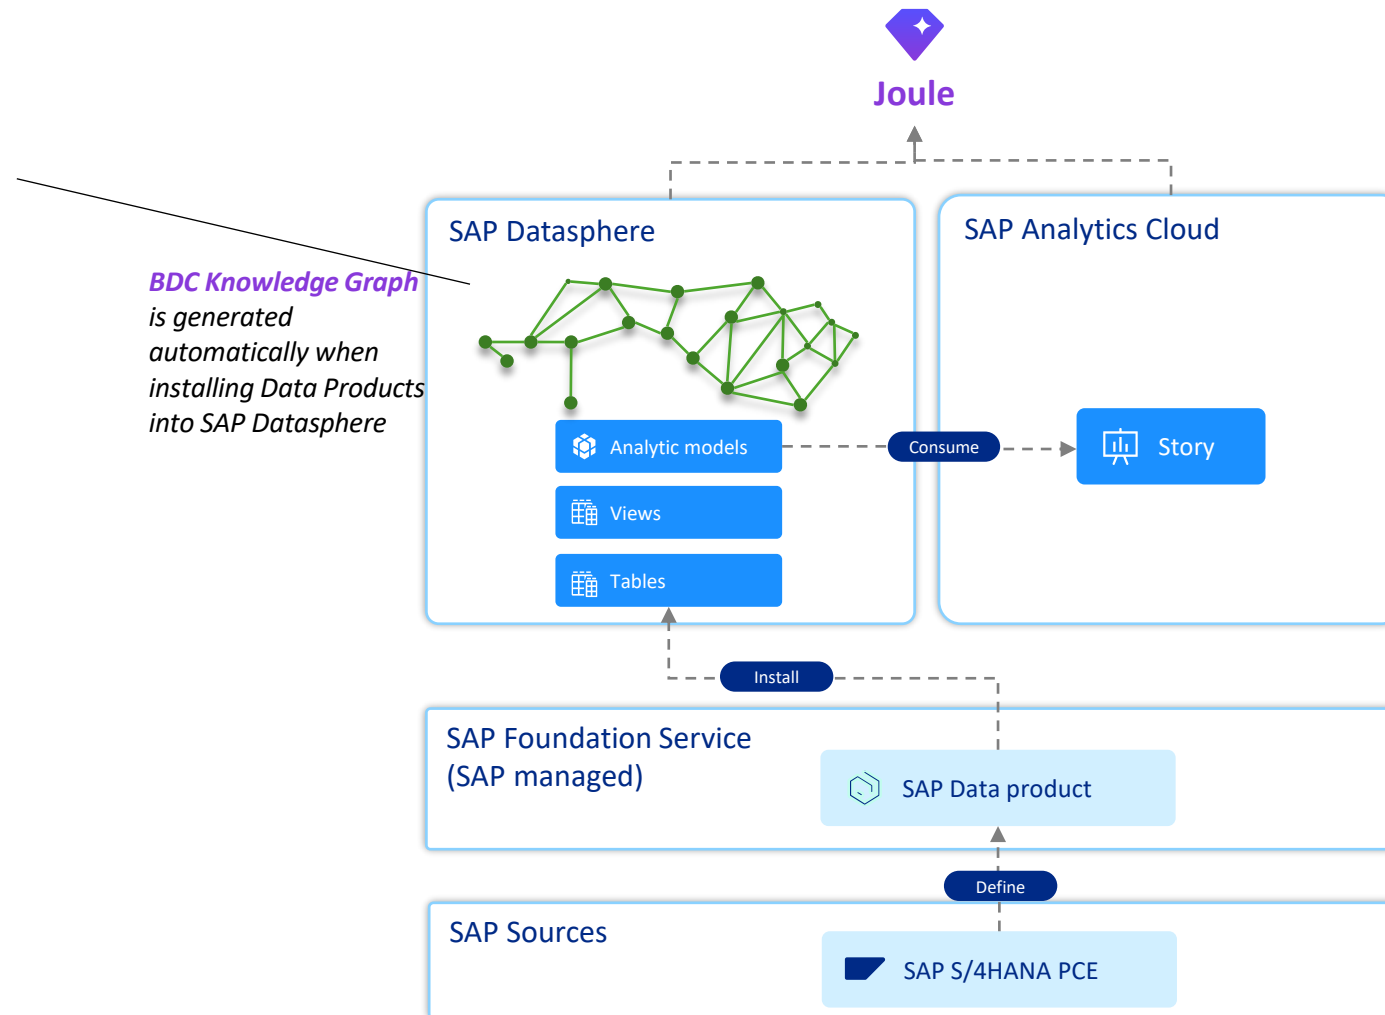 Joule
SAP Datasphere
SAP Analytics Cloud
BDC Knowledge Graph
is generated
automatically when
installing Data Products
into SAP Datasphere
Analytic models
Consume
Story
Views
Tables
Install
SAP Foundation Service
(SAP managed)
SAP Data product
Define
SAP Sources
SAP S/4HANA PCE